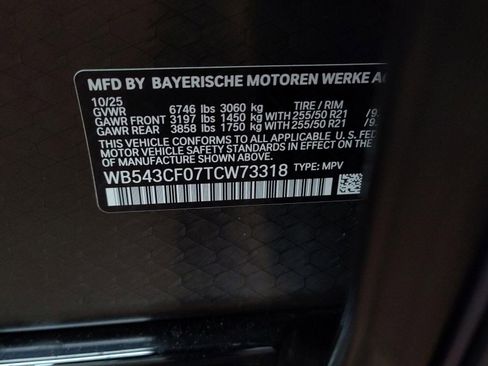 MFD BY BAYERISCHE MOTOREN WERKE AG
10/25
GVWR 6746 lbs 3060 kg TIRE / RIM
GAWR FRONT 3197 lbs 1450 kg WITH 255/50 R21 /9.
GAWR REAR 3858 lbs 1750 kg WITH 255/50 R21 /9.
THIS VEHICLE CONFORMS TO ALL APPLICABLE U. S. FED
MOTOR VEHICLE SAFETY STANDARDS IN EFFECT
OF MANUFACTURE SHOWN ABOVE.
WB543CF07TCW73318 TYPE: MPV